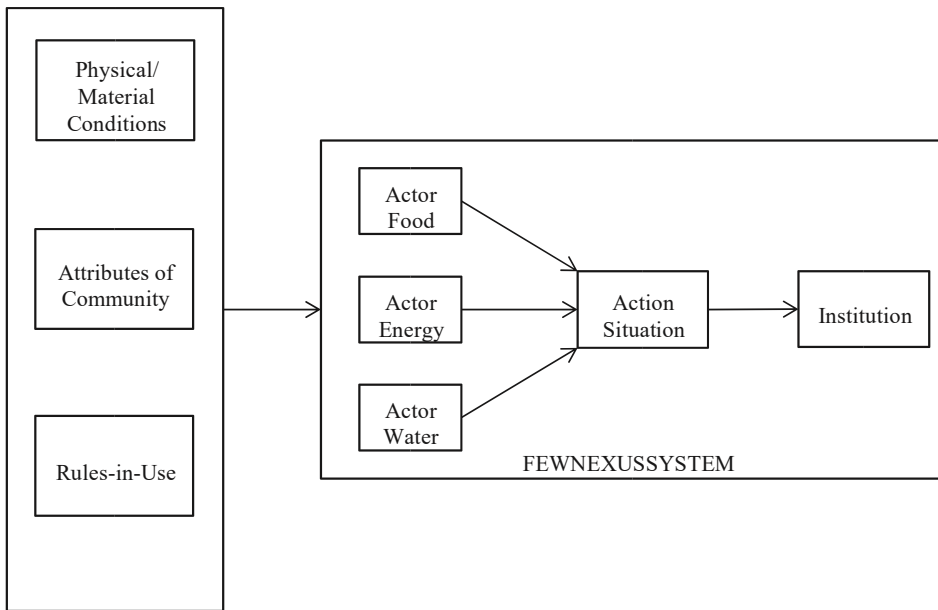 Physical/
Material
Conditions
Attributes of
Community
Rules-in-Use
Actor
Food
Actor
Energy
Actor
Water
Action
Situation
Institution
FEWNEXUSSYSTEM